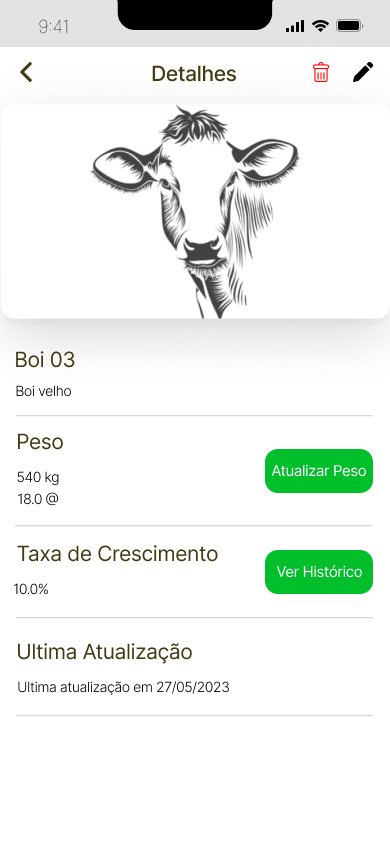 9:41
Detalhes
Boi 03
Boi velho
Peso
540 kg
Atualizar Peso
18.0 @
Taxa de Crescimento
Ver Histórico
10.0%
Ultima Atualização
Ultima atualização em 27/05/2023